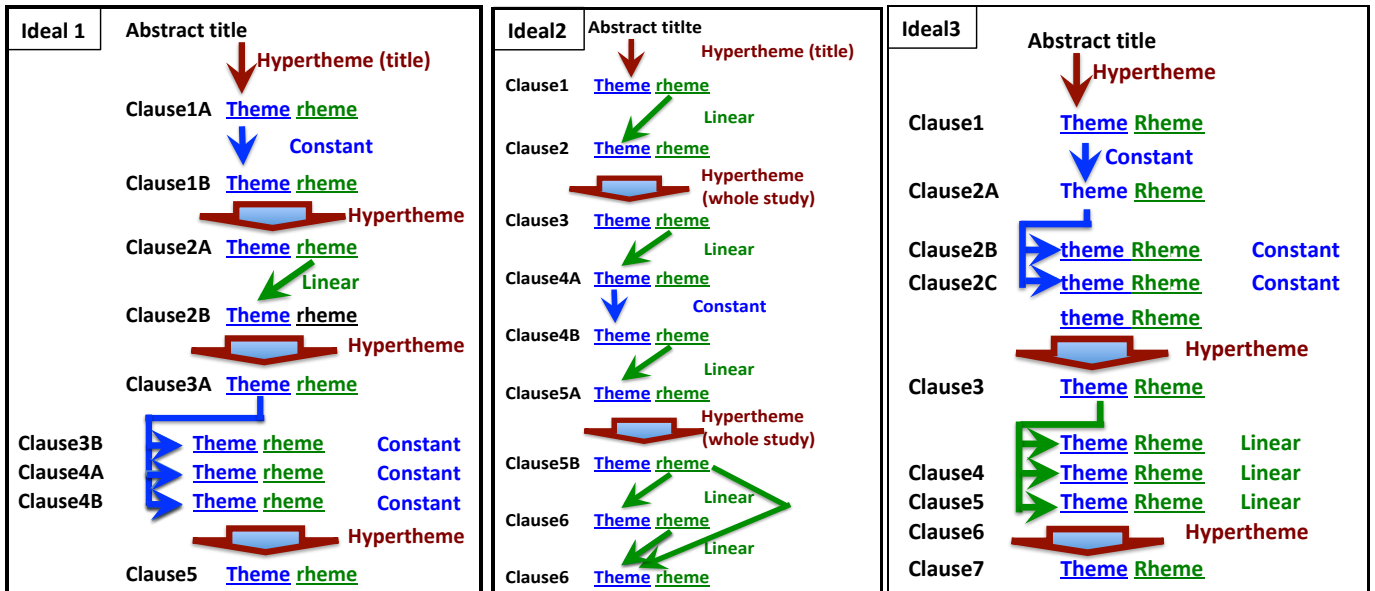 Ideal 1
Abstract title
Hypertheme (title)
Clause1A Theme rheme
Constant
Clause1B Theme rheme
Hypertheme
Clause2A Theme rheme
Linear
Clause2B Theme rheme
Hypertheme
Clause3A Theme rheme
Clause3B Theme rheme Constant
Clause4A Theme rheme Constant
Clause4B Theme rheme Constant
Hypertheme
Clause5 Theme rheme
Ideal2
Abstract titlte
Hypertheme (title)
Clause1 Theme rheme
Linear
Clause2 Theme rheme
Hypertheme
(whole study)
Clause3 Theme rheme
Linear
Clause4A Theme rheme
Constant
Clause4B Theme rheme
Linear
Clause5A Theme rheme
Hypertheme
(whole study)
Clause5B Theme rheme
Linear
Clause6 Theme rheme
Linear
Clause6 Theme rheme
Ideal3
Abstract title
Hypertheme
Clause1 Theme Rheme
Constant
Clause2A Theme Rheme
Clause2B theme Rheme Constant
Clause2C theme Rheme Constant
theme Rheme
Hypertheme
Clause3 Theme Rheme
Theme Rheme Linear
Clause4 Theme Rheme Linear
Clause5 Theme Rheme Linear
Clause6 Hypertheme
Clause7 Theme Rheme